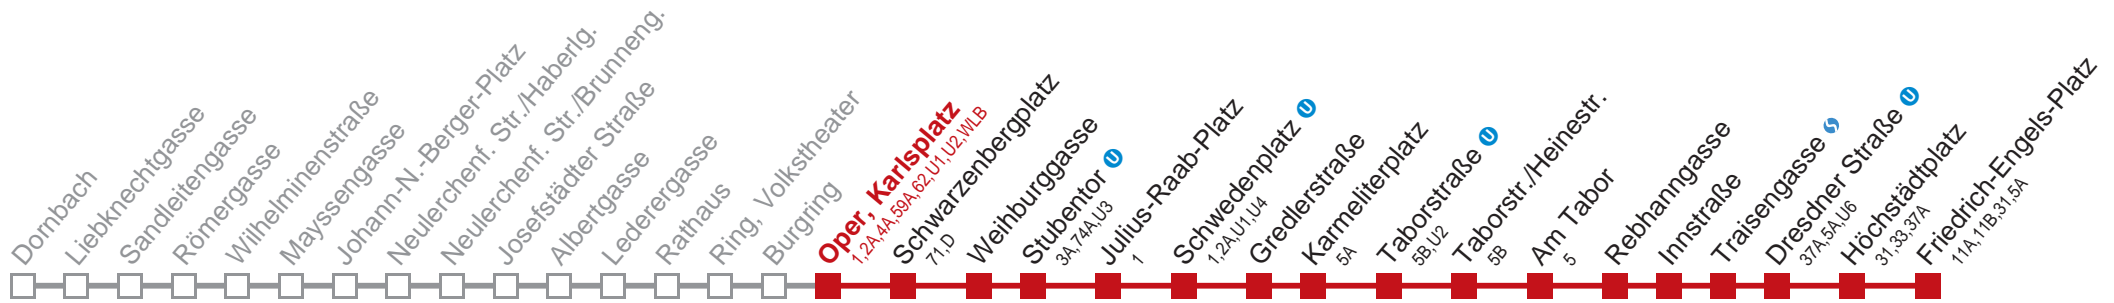 Dornbach
Liebknechtgasse
Sandleitengasse
Römergasse
Wilhelminenstraße
Mayssengasse
Johann-N.-Berger-Platz
Neulerchenf. Str./Haberlg.
Neulerchenf. Str./Brunneng.
Josefstädter Straße
Albertgasse
Lederergasse
Rathaus
Ring, Volkstheater
Burgring
Oper, Karlsplatz
1,2A,4A,59A,62,U1,U2,WLB
Schwarzenbergplatz
71,D
Weihburggasse
Stubentor U
3A,74A,U3
Julius-Raab-Platz
1
Schwedenplatz U
1,2A,U1,U4
Gredlerstraße
Karmeliterplatz
5A
Taborstraße U
5B,U2
Taborstr./Heinestr.
5B
Am Tabor
5
Rebhanngasse
Innstraße
Traisengasse S
Dresdner Straße U
37A,5A,U6
Höchstädtplatz
31,33,37A
Friedrich-Engels-Platz
11A,11B,31,5A